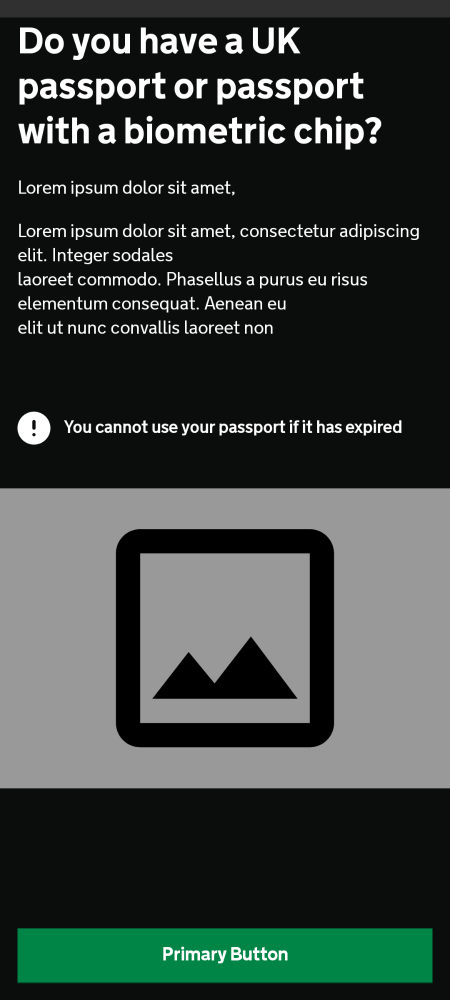 Do you have a UK
passport or passport
with a biometric chip?
Lorem ipsum dolor sit amet,
Lorem ipsum dolor sit amet, consectetur adipiscing
elit. Integer sodales
laoreet commodo. Phasellus a purus eu risus
elementum consequat. Aenean eu
elit ut nunc convallis laoreet non
You cannot use your passport if it has expired
Primary Button